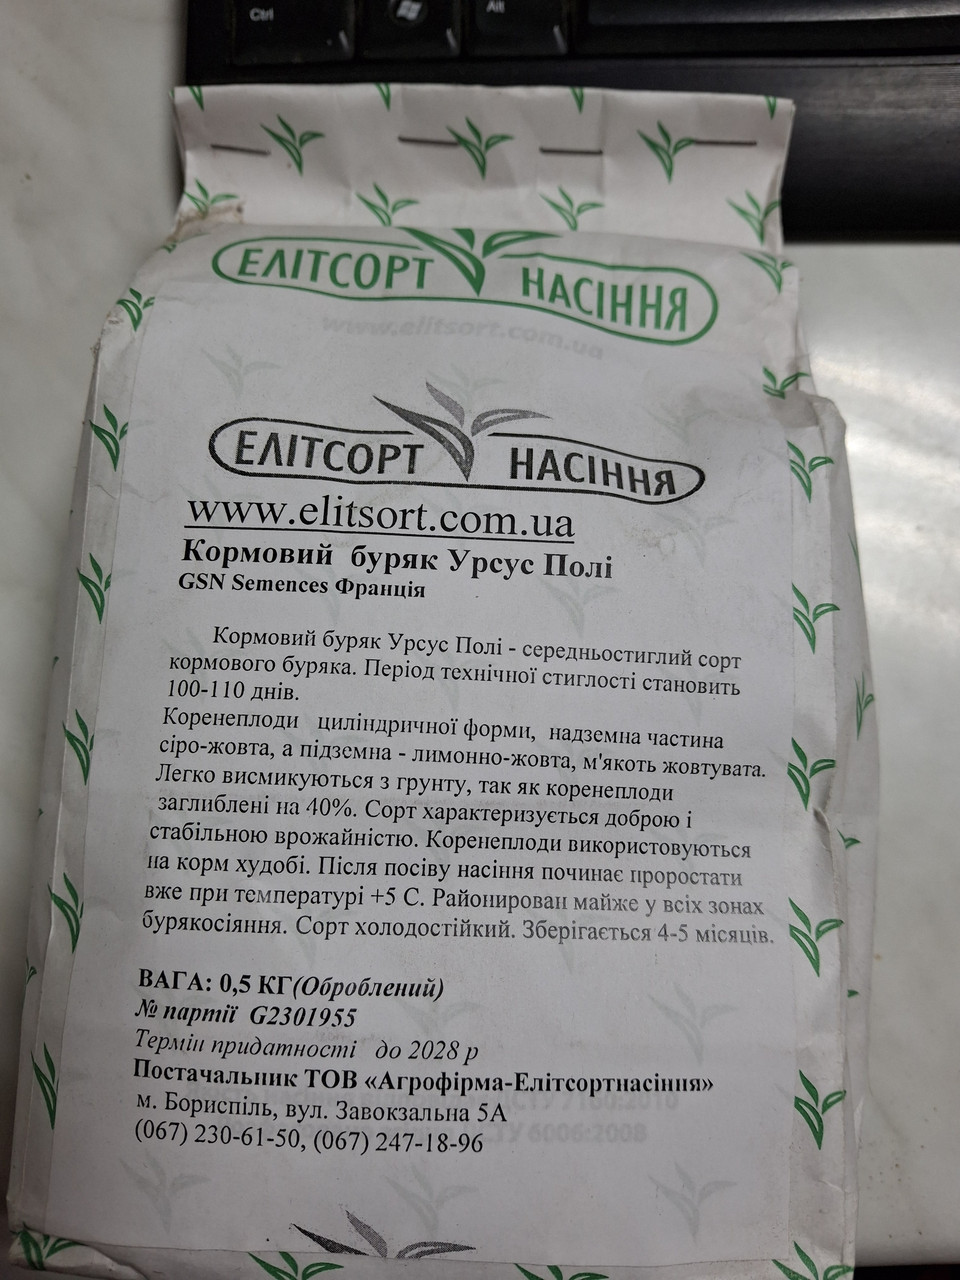 Ctrl
Alt
ЕЛІТСОРТ НАСІННЯ
www.elitsort.com.ua
ЕЛІТСОРТ НАСІННЯ
www.elitsort.com.ua
Кормовий буряк Урсус Полі
GSN Semences Франція
Кормовий буряк Урсус Полі - середньостиглий сорт
кормового буряка. Період технічної стиглості становить
100-110 днів.
Коренеплоди циліндричної форми, надземна частина
сіро-жовта, а підземна - лимонно-жовта, м'якоть жовтувата.
Легко висмикуються з грунту, так як коренеплоди
заглиблені на 40%. Сорт характеризується доброю і
стабільною врожайністю. Коренеплоди використовуються
на корм худобі. Після посіву насіння починає проростати
вже при температурі +5 С. Районирован майже у всіх зонах
бурякосіяння. Сорт холодостійкий. Зберігається 4-5 місяців.
ВАГА: 0,5 КГ(Оброблений)
№ партії G2301955
Термін придатності до 2028 р
Постачальник ТОВ «Агрофірма-Елітсортнасіння»
м. Бориспіль, вул. Завокзальна 5А
(067) 230-61-50, (067) 247-18-96